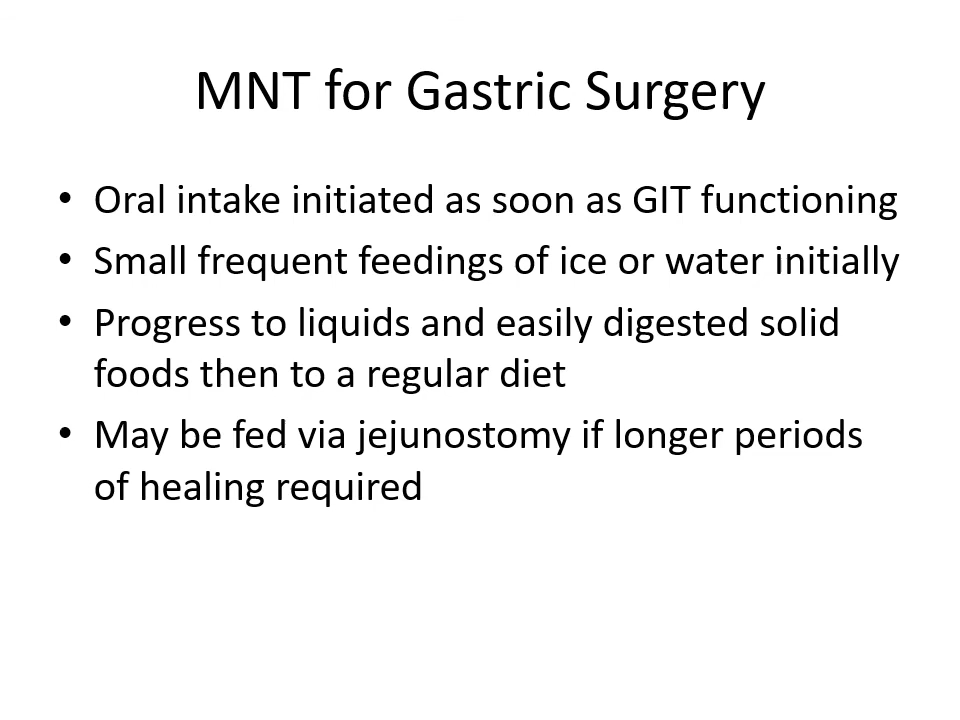 MNT for Gastric Surgery
• Oral intake initiated as soon as GIT functioning
• Small frequent feedings of ice or water initially
• Progress to liquids and easily digested solid
foods then to a regular diet
• May be fed via jejunostomy if longer periods
of healing required